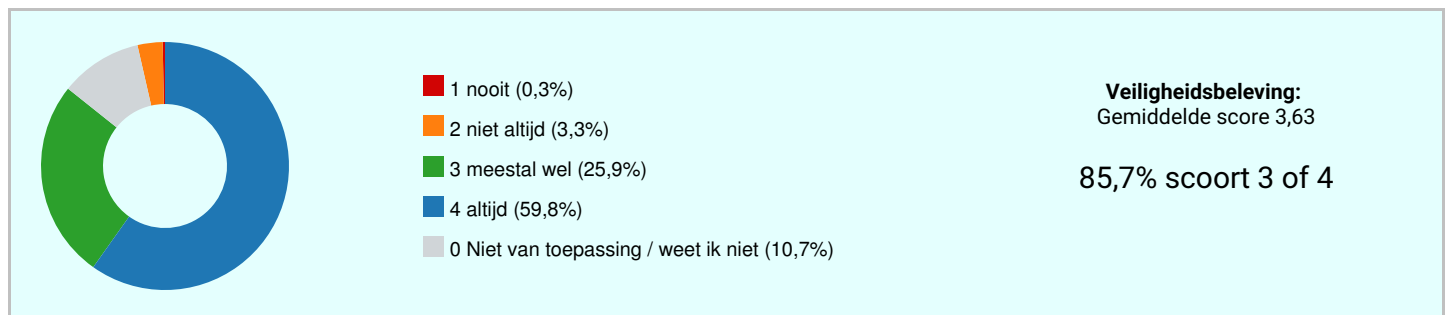 1 nooit (0,3%)
2 niet altijd (3,3%)
3 meestal wel (25,9%)
4 altijd (59,8%)
0 Niet van toepassing / weet ik niet (10,7%)
Veiligheidsbeleving:
Gemiddelde score 3,63
85,7% scoort 3 of 4